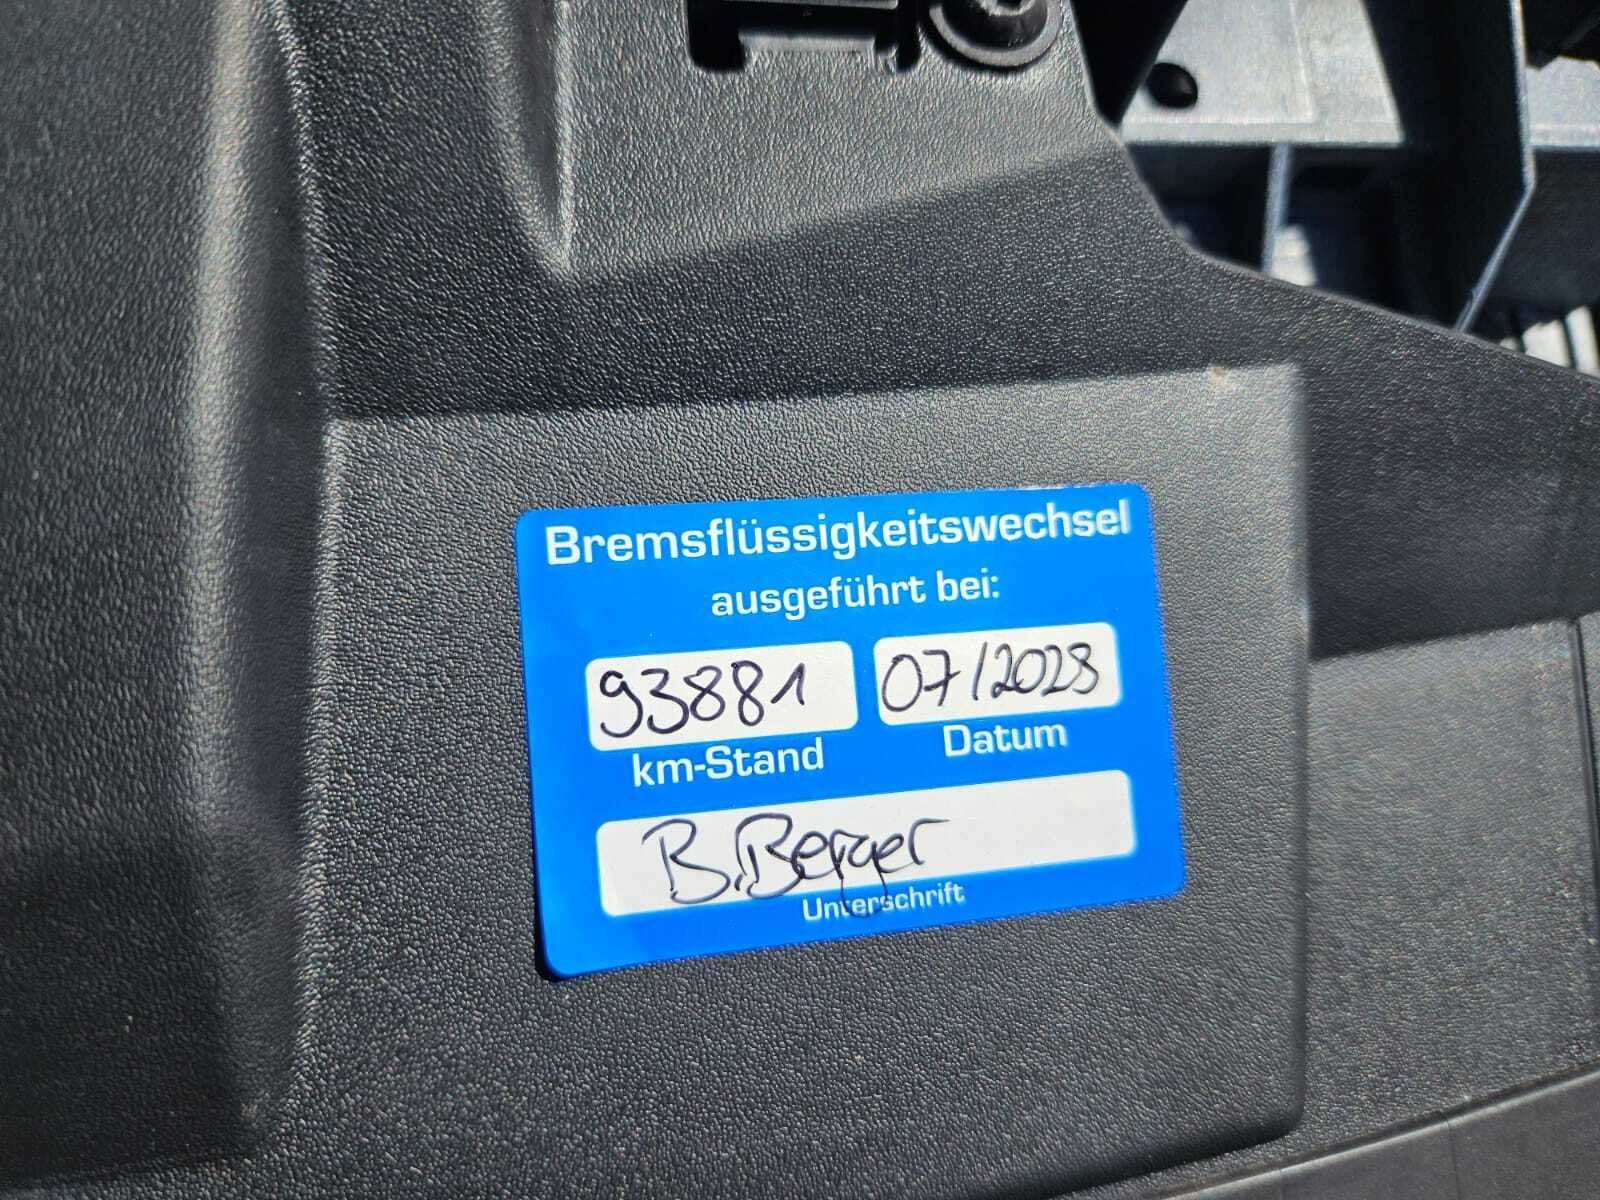 Bremsflüssigkeitswechsel
ausgeführt bei:
93881 07/2023
km-Stand Datum
B. Berger
Unterschrift